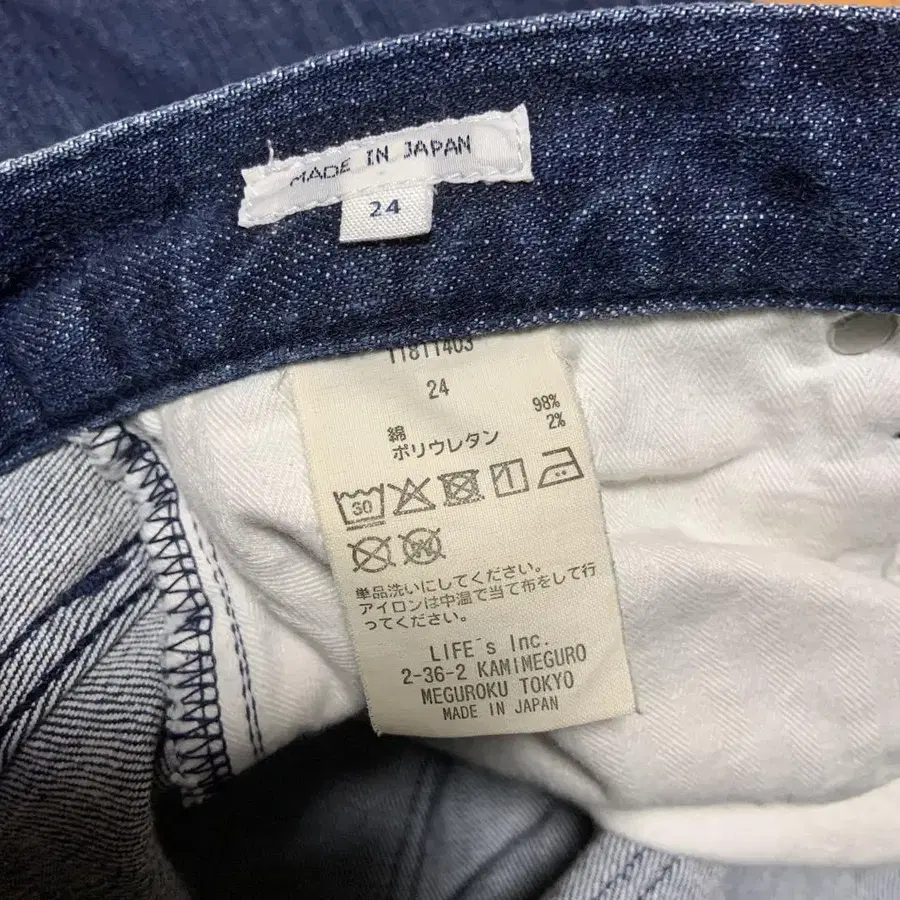 MADE IN JAPAN
24
11811403
24
綿 98%
ポリウレタン 2%
30
単品洗いにしてください。
アイロンは中温で当て布をして行
ってください。
LIFE´s Inc.
2-36-2 KAMIMEGURO
MEGUROKU TOKYO
MADE IN JAPAN